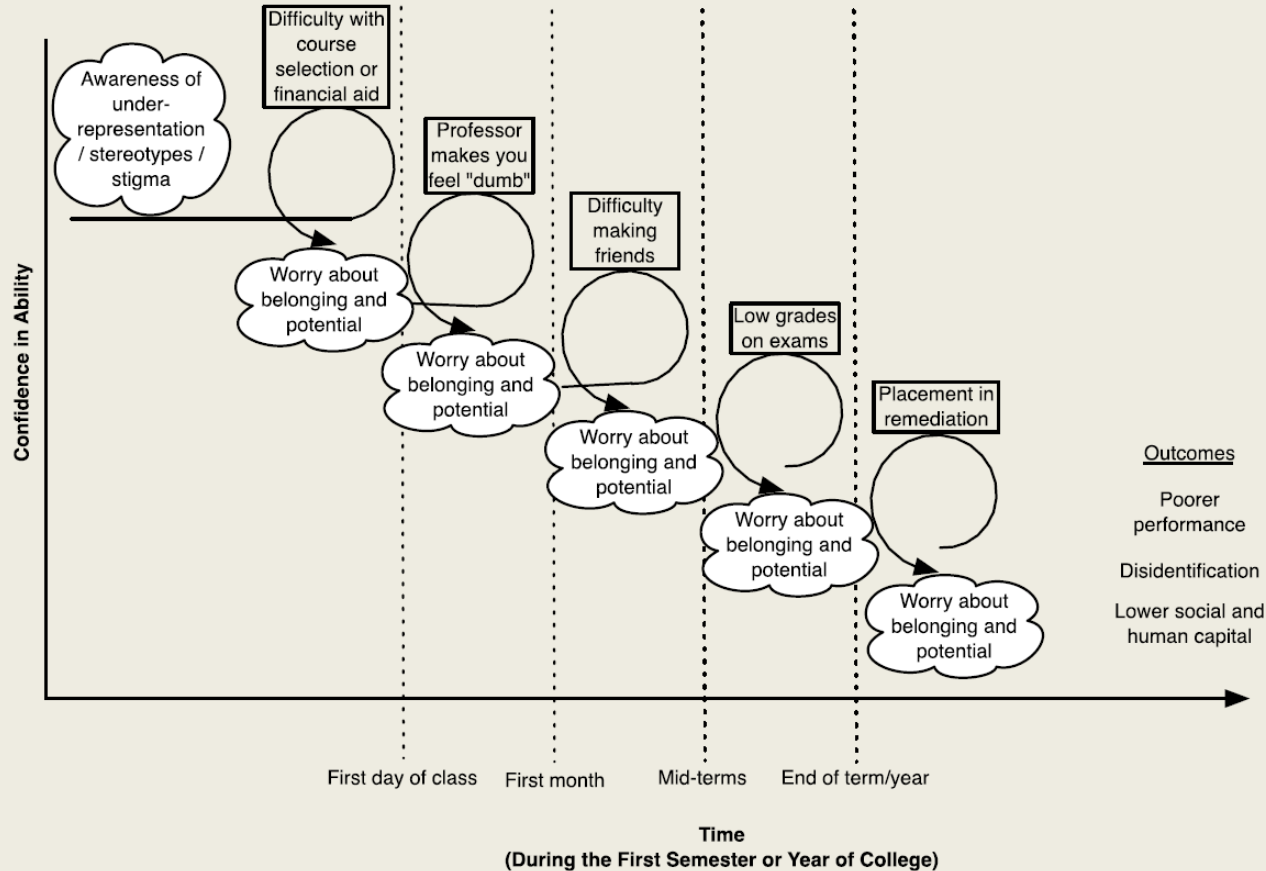 Difficulty with
course
selection or
financial aid
Awareness of
under-
representation
/ stereotypes /
stigma
Professor
makes you
feel "dumb"
Difficulty
making
friends
Worry about
belonging and
potential
Low grades
on exams
Worry about
belonging and
potential
Placement in
remediation
Worry about
belonging and
potential
Worry about
belonging and
potential
Worry about
belonging and
potential
Confidence in Ability
Outcomes
Poorer
performance
Disidentification
Lower social and
human capital
First day of class
First month
Mid-terms
End of term/year
Time
(During the First Semester or Year of College)